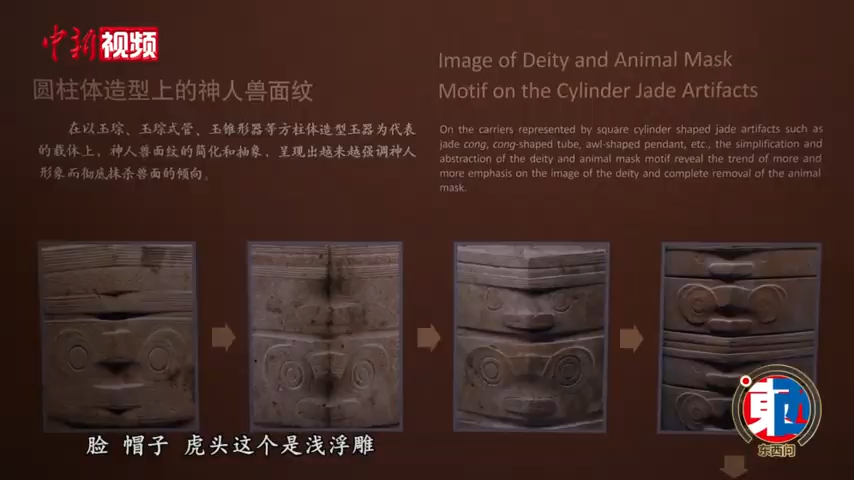 中新视频
圆柱体造型上的神人兽面纹
在以玉琮、玉琮式管、玉锥形器等方柱体造型玉器为代表
的载体上，神人兽面纹的简化和抽象，呈现出越来越强调神人
形象而彻底抹杀兽面的倾向。
Image of Deity and Animal Mask
Motif on the Cylinder Jade Artifacts
On the carriers represented by square cylinder shaped jade artifacts such as
jade cong, cong-shaped tube, awl-shaped pendant, etc., the simplification and
abstraction of the deity and animal mask motif reveal the trend of more and
more emphasis on the image of the deity and complete removal of the animal
mask.
脸 帽子 虎头这个是浅浮雕
东西问